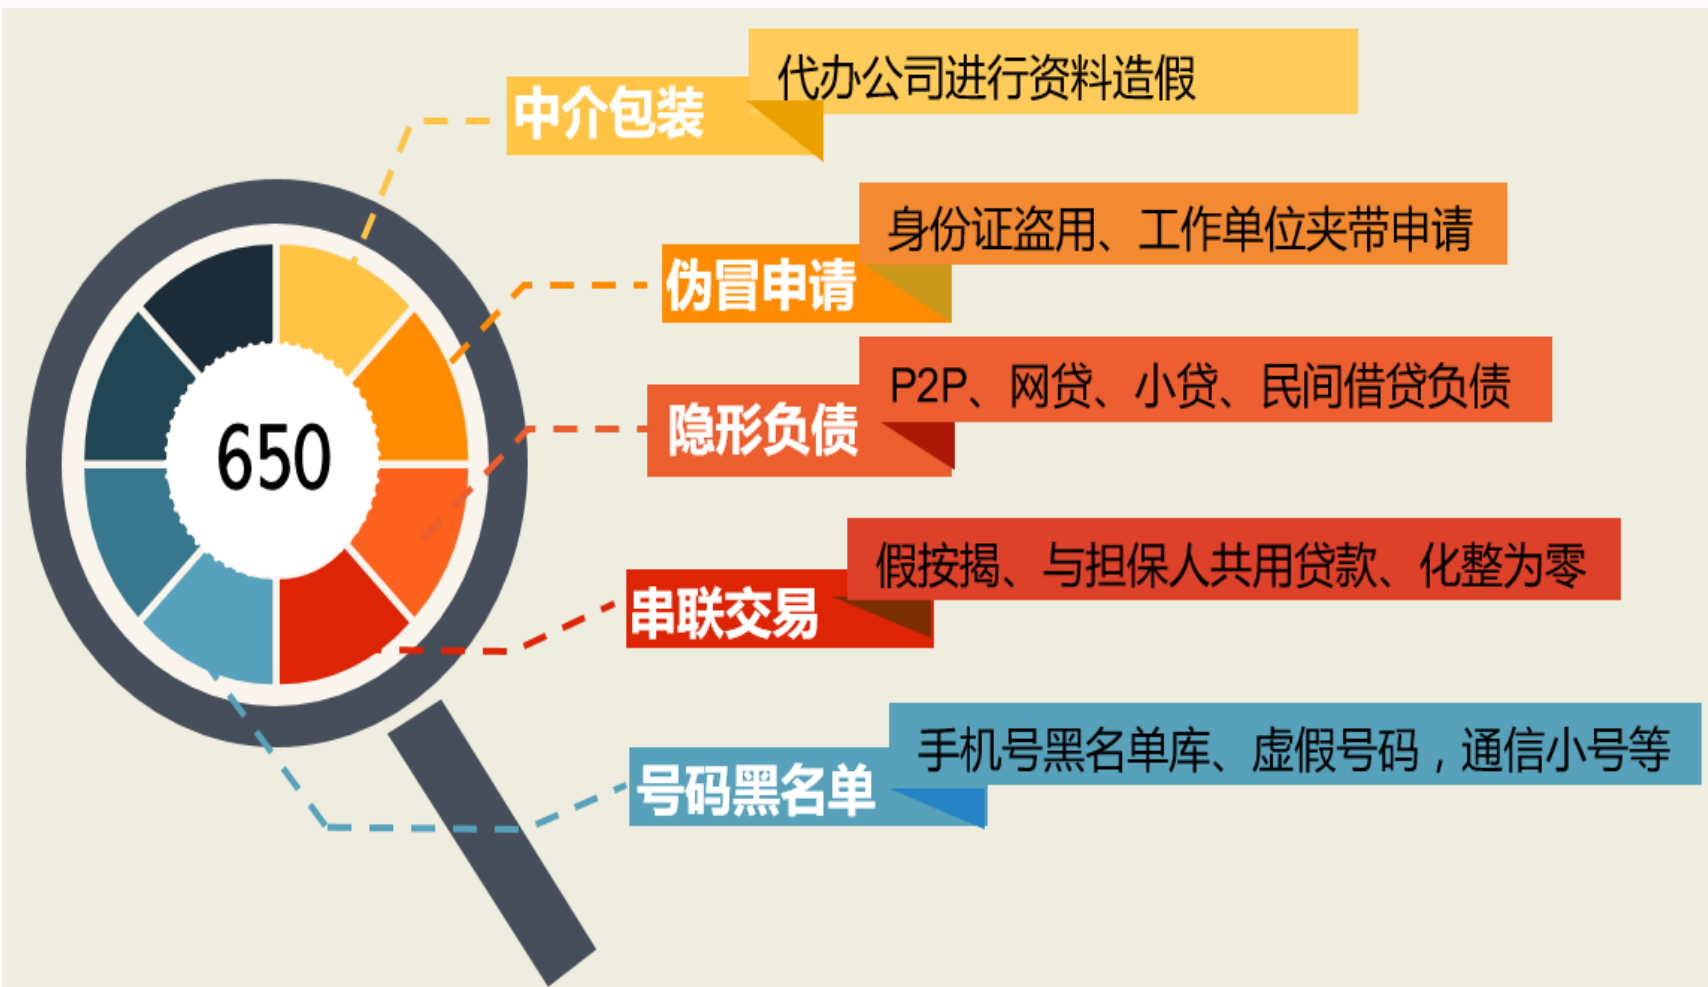 代办公司进行资料造假
中介包装
身份证盗用、工作单位夹带申请
伪冒申请
P2P、网贷、小贷、民间借贷负债
隐形负债
650
假按揭、与担保人共用贷款、化整为零
串联交易
手机号黑名单库、虚假号码，通信小号等
号码黑名单